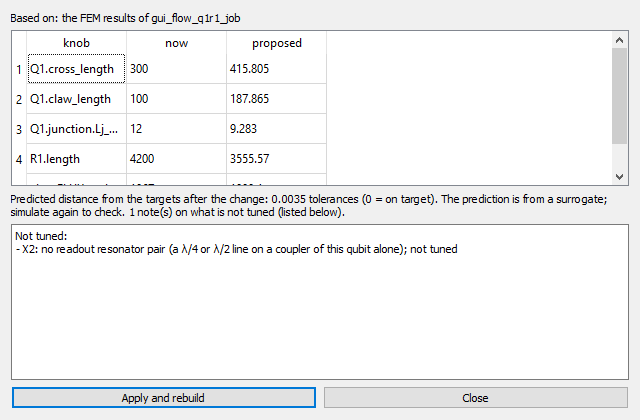 Based on: the FEM results of gui_flow_q1r1_job
knob now proposed
1 Q1.cross_length 300 415.805
2 Q1.claw_length 100 187.865
3 Q1.junction.Lj_... 12 9.283
4 R1.length 4200 3555.57
Predicted distance from the targets after the change: 0.0035 tolerances (0 = on target). The prediction is from a surrogate;
simulate again to check. 1 note(s) on what is not tuned (listed below).
Not tuned:
- X2: no readout resonator pair (a λ/4 or λ/2 line on a coupler of this qubit alone); not tuned
Apply and rebuild Close